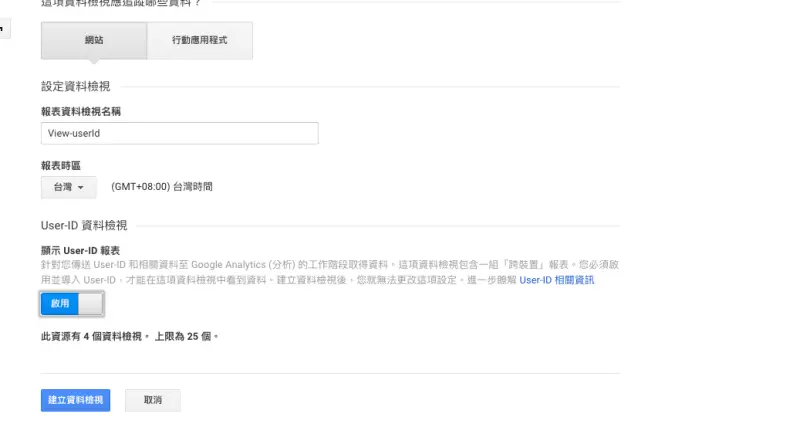 這項資料檢視應追蹤哪些資料？
網站
行動應用程式
設定資料檢視
報表資料檢視名稱
View-userId
報表時區
台灣
(GMT+08:00) 台灣時間
User-ID 資料檢視
顯示 User-ID 報表
針對您傳送 User-ID 和相關資料至 Google Analytics (分析) 的工作階段取得資料。這項資料檢視包含一組「跨裝置」報表。您必須啟
用並導入 User-ID，才能在這項資料檢視中看到資料。建立資料檢視後，您就無法更改這項設定。進一步瞭解 User-ID 相關資訊
啟用
此資源有 4 個資料檢視。 上限為 25 個。
建立資料檢視
取消